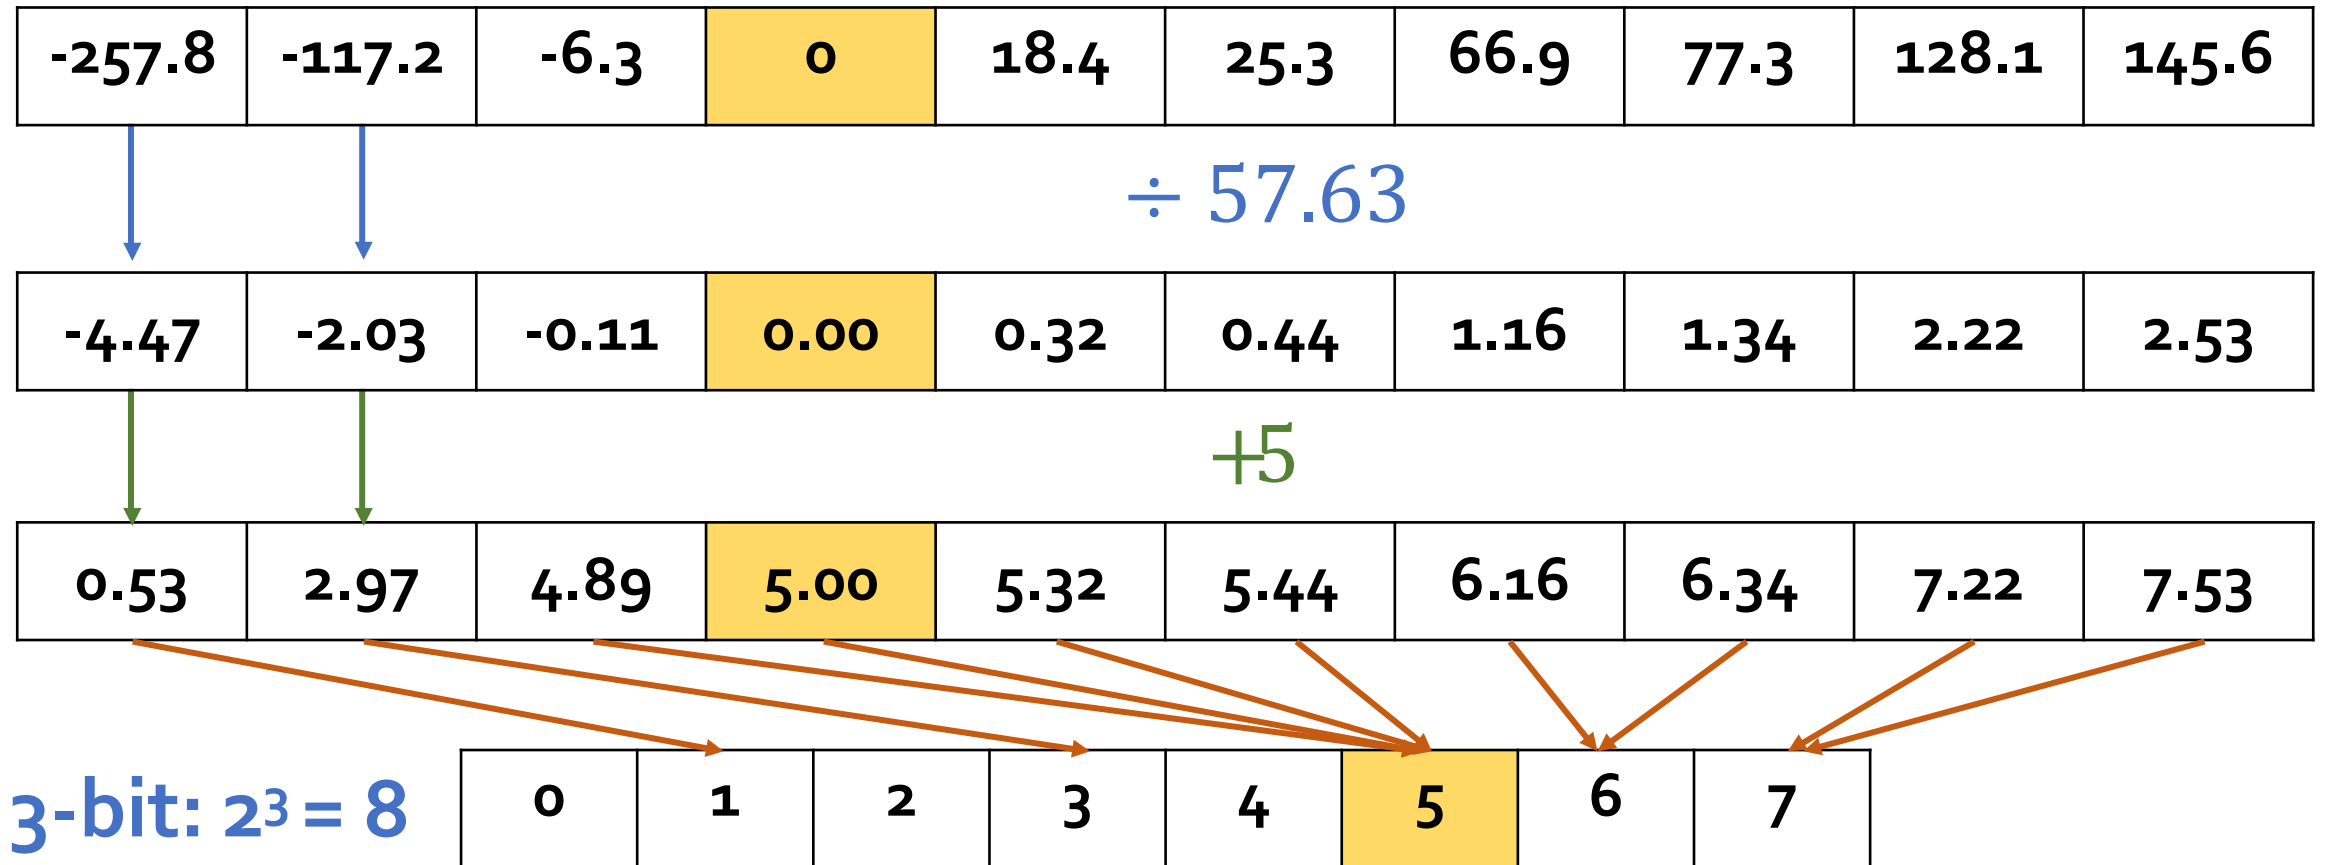 -257.8 -117.2 -6.3 0 18.4 25.3 66.9 77.3 128.1 145.6
÷ 57.63
-4.47 -2.03 -0.11 0.00 0.32 0.44 1.16 1.34 2.22 2.53
+5
0.53 2.97 4.89 5.00 5.32 5.44 6.16 6.34 7.22 7.53
3-bit: 2³ = 8 0 1 2 3 4 5 6 7